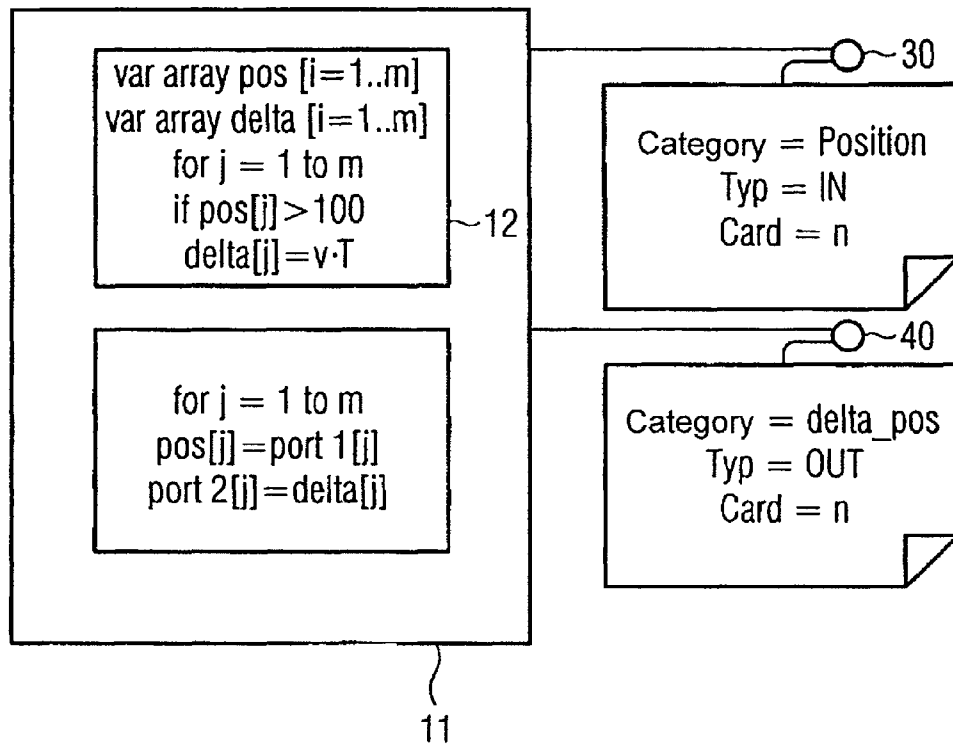 var array pos [i=1..m]
var array delta [i=1..m]
for j = 1 to m
if pos[j]>100
delta[j]=v·T
12
for j = 1 to m
pos[j]=port 1[j]
port 2[j]=delta[j]
11
30
Category = Position
Typ = IN
Card = n
40
Category = delta_pos
Typ = OUT
Card = n